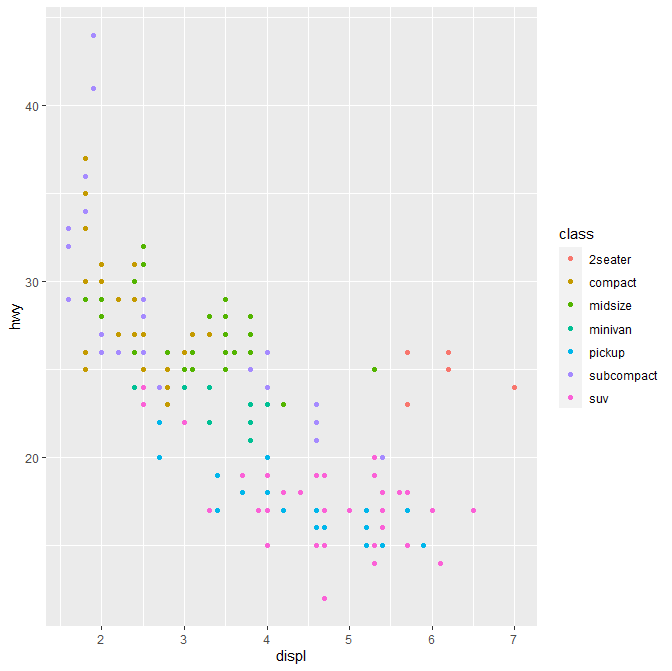 40
30
20
hwy
2 3 4 5 6 7
displ
class
2seater
compact
midsize
minivan
pickup
subcompact
suv